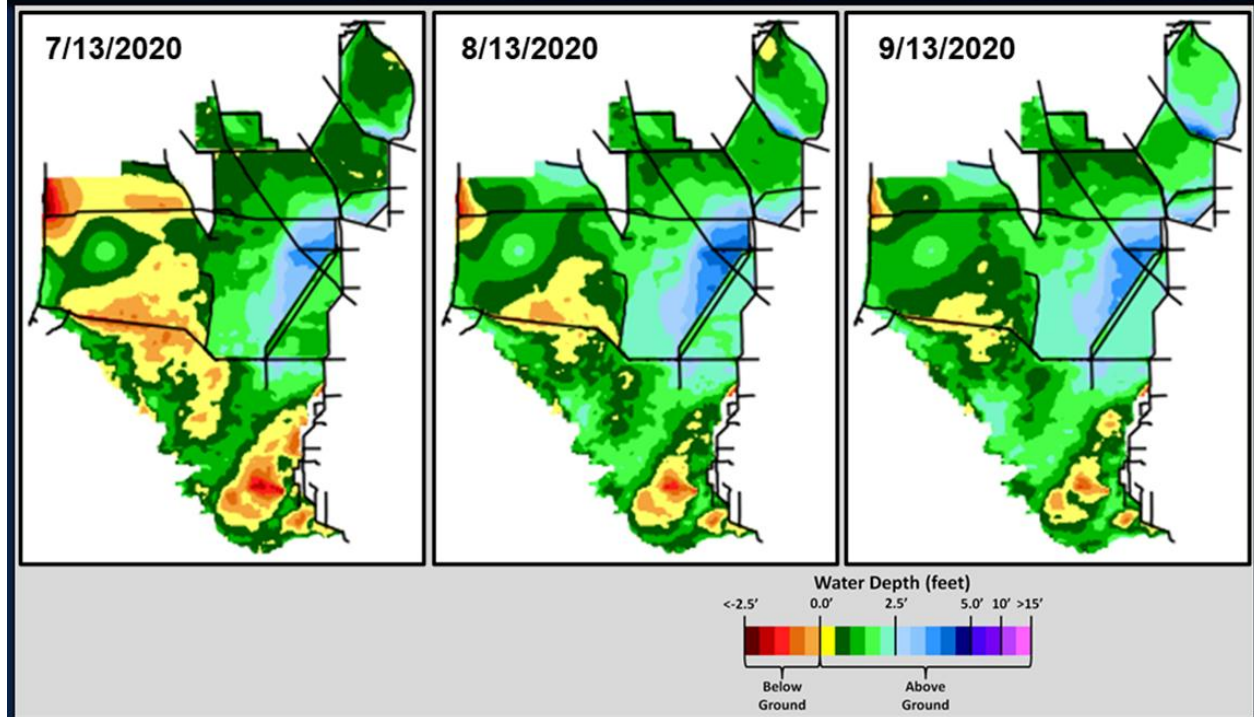 7/13/2020
8/13/2020
9/13/2020
Water Depth (feet)
<-2.5' 0.0' 2.5' 5.0' 10' >15'
Below Ground
Above Ground